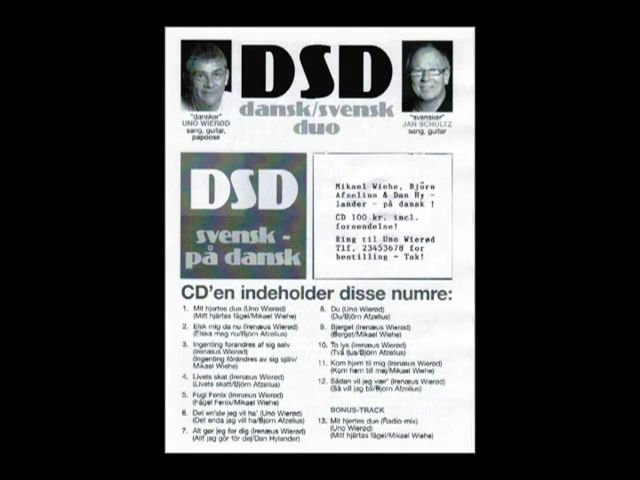 DSD
dansk/svensk
duo
"dansker"
UNO WIERØD
sang, guitar,
papoose
"svensker"
JAN SCHULTZ
sang, guitar
DSD
svensk -
på dansk
Mikael Wiehe, Björn
Afzelius & Dan Hy -
lander - på dansk !
CD 100 kr. incl.
forsendelse!
Ring til Uno Wierød
Tlf. 23453678 for
bestilling - Tak!
CD'en indeholder disse numre:
1. Mit hjertes due (Uno Wierød)
(Mitt hjärtas fågel/Mikael Wiehe)
2. Elsk mig da nu (Irenæus Wierød)
(Elska meg nu/Björn Afzelius)
3. Ingenting forandres af sig selv
(Irenæus Wierød)
(Ingenting förändras av sig själv/
Mikael Wiehe)
4. Livets skat (Irenæus Wierød)
(Livets skatt/Björn Afzelius)
5. Fugl Fønix (Irenæus Wierød)
(Fågel Fenix/Mikael Wiehe)
6. Det en'ste jeg vil ha' (Uno Wierød)
(Det enda jag vill ha/Björn Afzelius)
7. Alt gør jeg for dig (Irenæus Wierød)
(Allt jag gör för dej/Dan Hylander)
8. Du (Uno Wierød)
(Du/Björn Afzelius)
9. Bjerget (Irenæus Wierød)
(Berget/Mikael Wiehe)
10. To lys (Irenæus Wierød)
(Två ljus/Björn Afzelius)
11. Kom hjem til mig (Irenæus Wierød)
(Kom hem till mej/Mikael Wiehe)
12. Sådan vil jeg vær' (Irenæus Wierød)
(Så vill jag bli/Björn Afzelius)
BONUS-TRACK
13. Mit hjertes due (Radio-mix)
(Uno Wierød)
(Mitt hjärtas fågel/Mikael Wiehe)